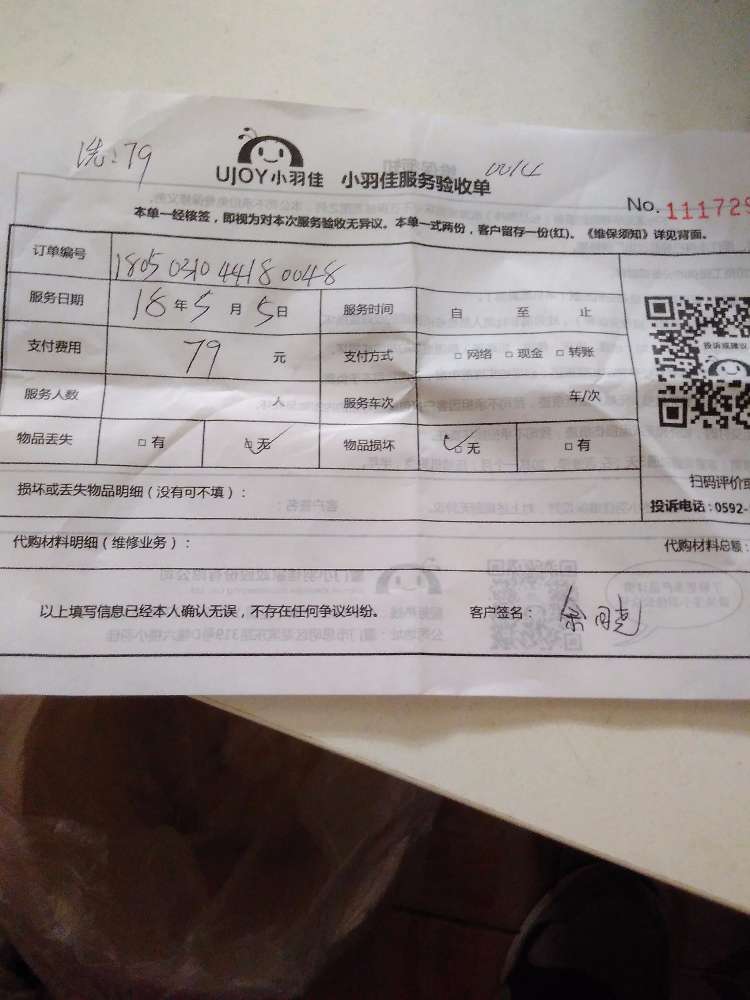 洗:79
UJOY小羽佳 小羽佳服务验收单
No. 111729
本单一经核签，即视为对本次服务验收无异议。本单一式两份，客户留存一份(红)。《维保须知》详见背面。
订单编号 1805031044180048
服务日期 18年5月5日 服务时间 自 至 止
支付费用 79 元 支付方式 □网络 □现金 □转账
投诉或建议
服务人数 人 服务车次 车/次
物品丢失 □有 □无 物品损坏 □无 □有
扫码评价或
损坏或丢失物品明细（没有可不填）：
投诉电话：0592-
代购材料明细（维修业务）： 代购材料总额：
以上填写信息已经本人确认无误，不存在任何争议纠纷。 客户签名：